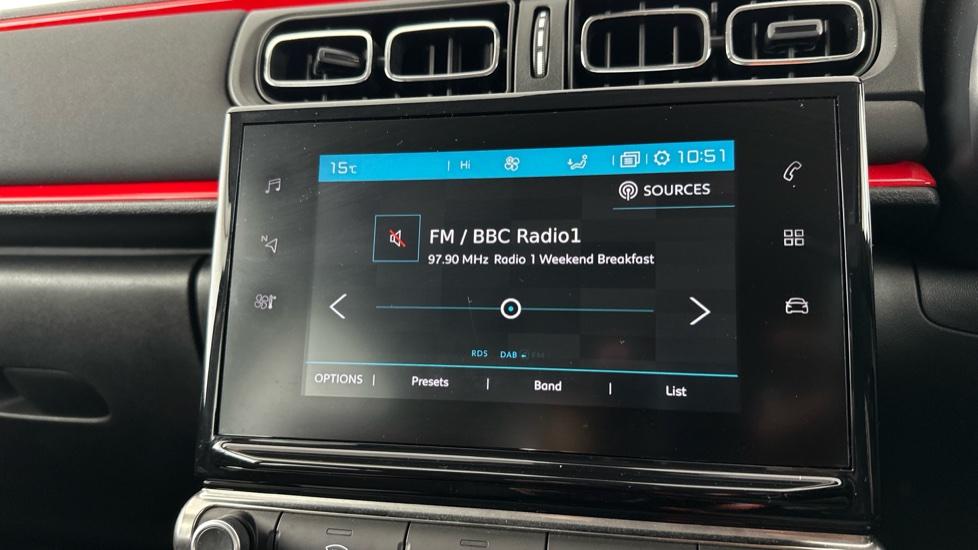 15°C Hi 10:51
SOURCES
FM / BBC Radio1
97.90 MHz Radio 1 Weekend Breakfast
N
RDS DAB FM
OPTIONS | Presets | Band | List